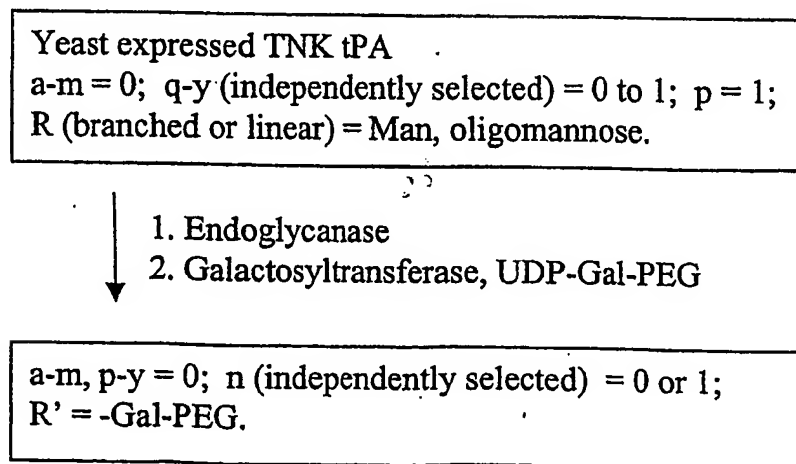 Yeast expressed TNK tPA
a-m = 0; q-y (independently selected) = 0 to 1; p = 1;
R (branched or linear) = Man, oligomannose.
1. Endoglycanase
2. Galactosyltransferase, UDP-Gal-PEG
a-m, p-y = 0; n (independently selected) = 0 or 1;
R' = -Gal-PEG.